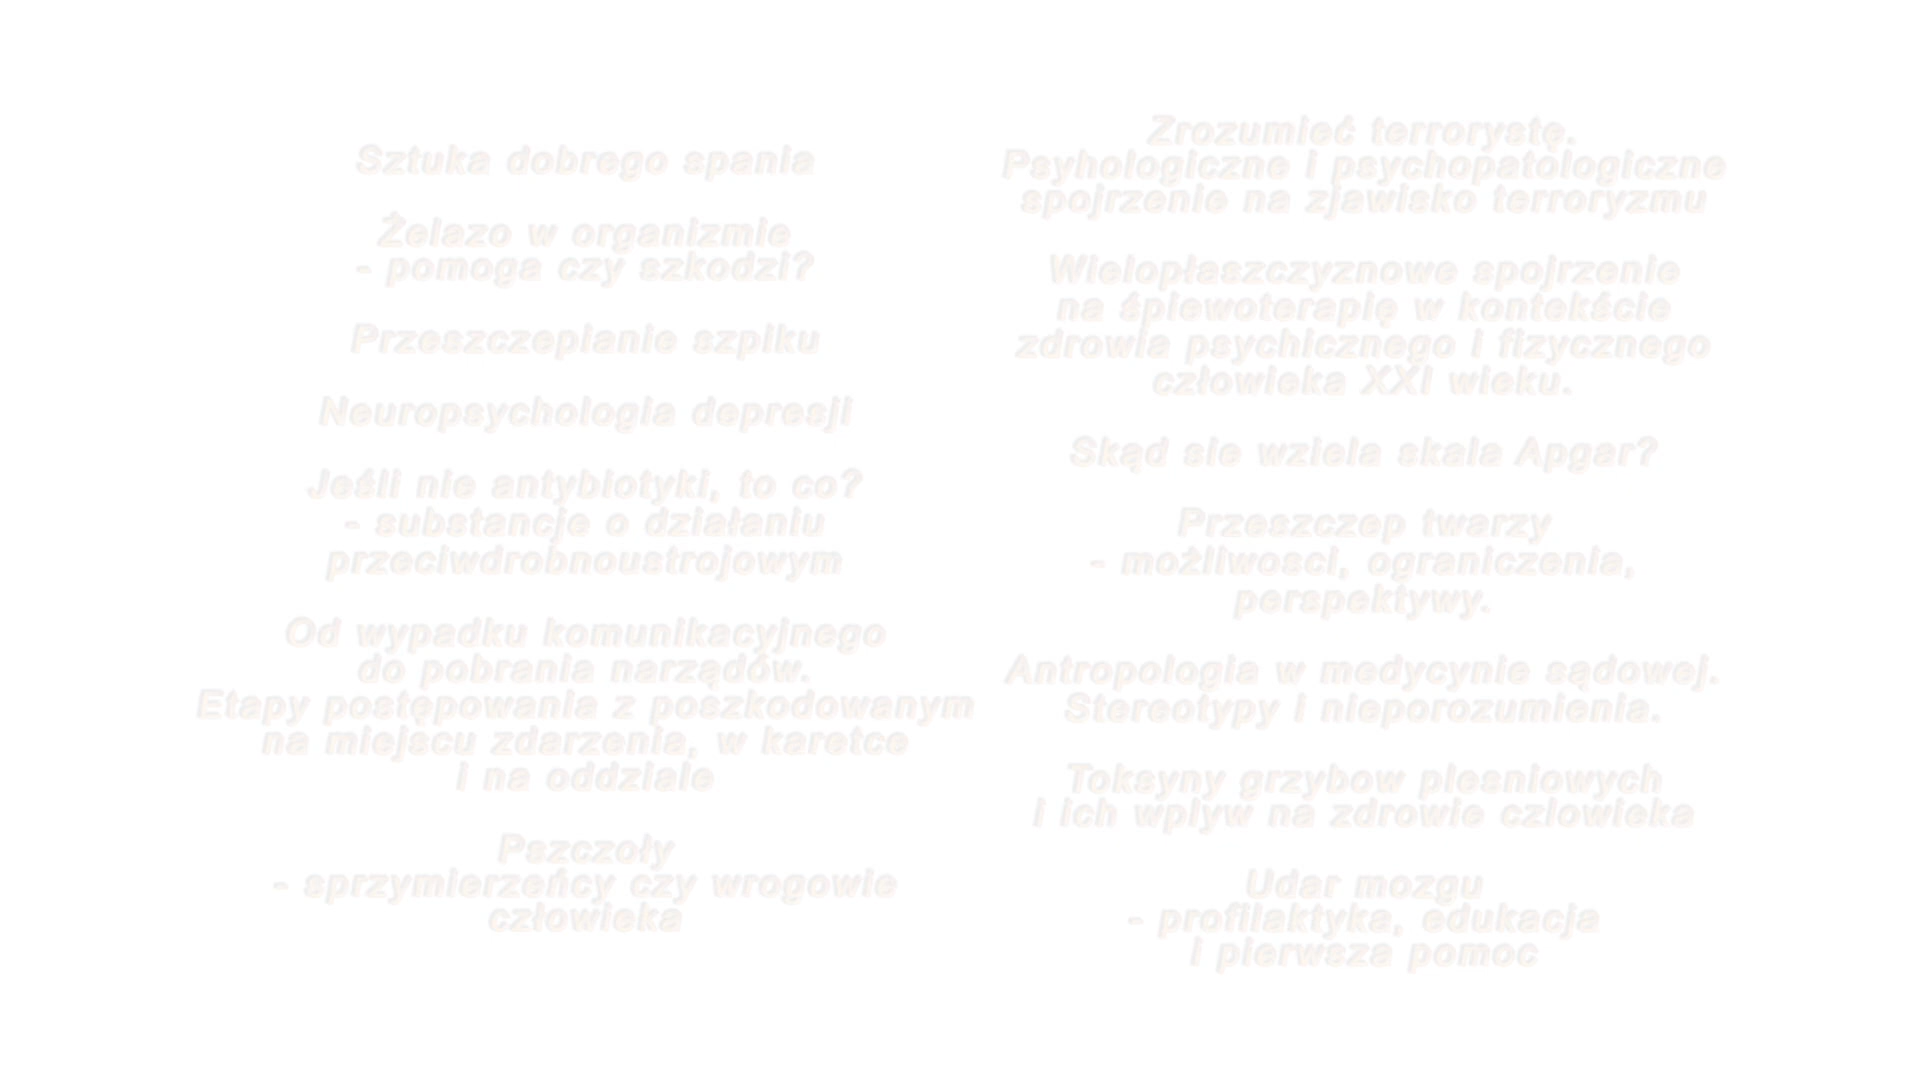 Sztuka dobrego spania
Żelazo w organizmie
- pomoga czy szkodzi?
Przeszczepianie szpiku
Neuropsychologia depresji
Jeśli nie antybiotyki, to co?
- substancje o działaniu
przeciwdrobnoustrojowym
Od wypadku komunikacyjnego
do pobrania narządów.
Etapy postępowania z poszkodowanym
na miejscu zdarzenia, w karetce
i na oddziale
Pszczoły
- sprzymierzeńcy czy wrogowie
człowieka
Zrozumieć terrorystę.
Psyhologiczne i psychopatologiczne
spojrzenie na zjawisko terroryzmu
Wielopłaszczyznowe spojrzenie
na śpiewoterapię w kontekście
zdrowia psychicznego i fizycznego
człowieka XXI wieku.
Skąd sie wziela skala Apgar?
Przeszczep twarzy
- możliwosci, ograniczenia,
perspektywy.
Antropologia w medycynie sądowej.
Stereotypy i nieporozumienia.
Toksyny grzybow plesniowych
i ich wplyw na zdrowie czlowieka
Udar mozgu
- proffilaktyka, edukacja
i pierwsza pomoc